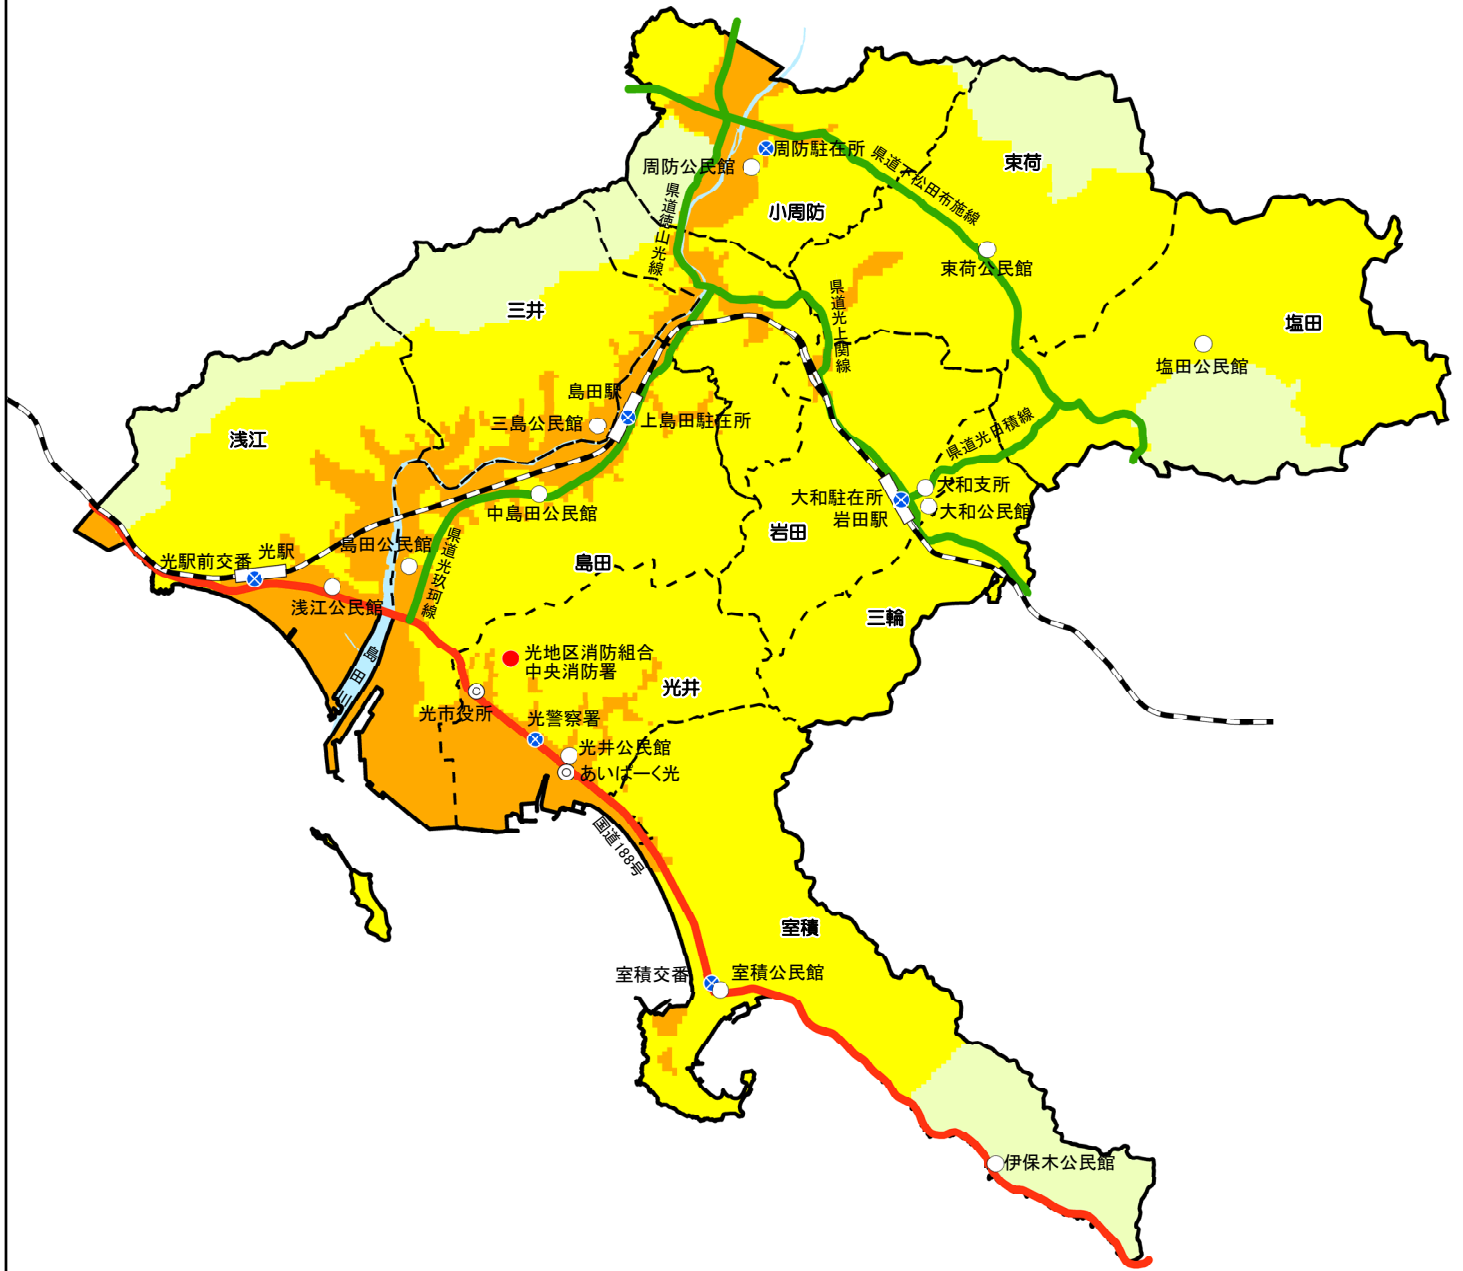 周防駐在所
周防公民館
県道下松田布施線
束荷
小周防
県道徳山光線
束荷公民館
三井
県道光上関線
塩田
塩田公民館
島田駅
三島公民館
上島田駐在所
浅江
県道光日積線
大和支所
大和駐在所
大和公民館
岩田駅
中島田公民館
岩田
県道光玖珂線
島田公民館
光駅
光駅前交番
島田
浅江公民館
三輪
島田川
光地区消防組合
中央消防署
光井
光市役所
光警察署
光井公民館
あいぱーく光
国道188号
室積
室積交番
室積公民館
伊保木公民館